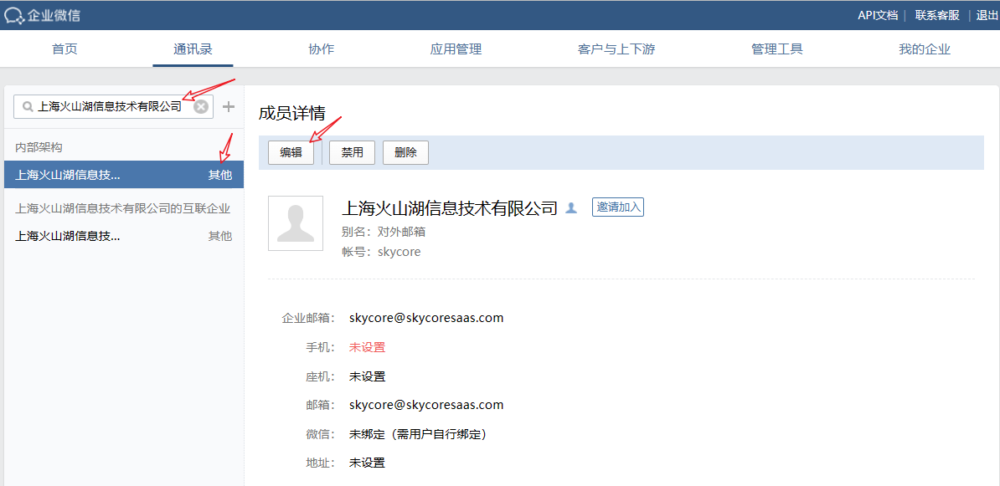 企业微信
API文档 | 联系客服 | 退出
首页 通讯录 协作 应用管理 客户与上下游 管理工具 我的企业
上海火山湖信息技术有限公司
内部架构
上海火山湖信息技... 其他
上海火山湖信息技术有限公司的互联企业
上海火山湖信息技... 其他
成员详情
编辑 禁用 删除
上海火山湖信息技术有限公司 邀请加入
别名：对外邮箱
帐号：skycore
企业邮箱： skycore@skycoresaas.com
手机： 未设置
座机： 未设置
邮箱： skycore@skycoresaas.com
微信： 未绑定（需用户自行绑定）
地址： 未设置